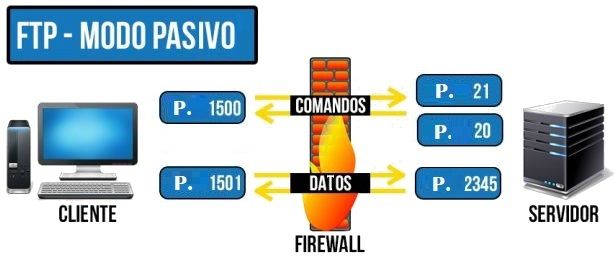 FTP - MODO PASIVO
P. 1500
COMANDOS
P. 21
P. 20
P. 1501
DATOS
P. 2345
CLIENTE
FIREWALL
SERVIDOR